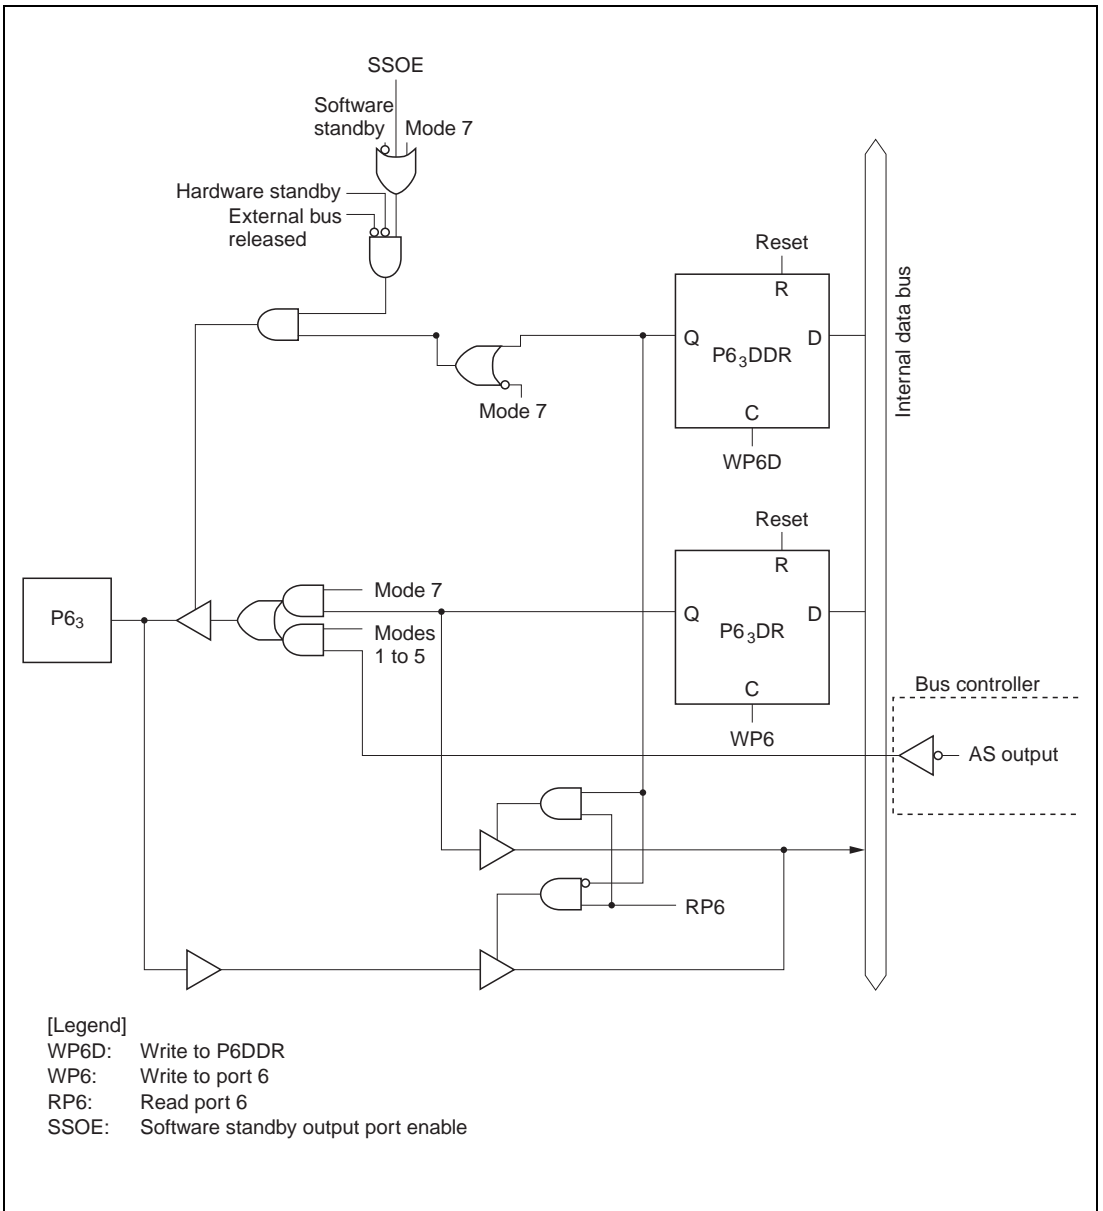 SSOE
Software
standby
Mode 7
Hardware standby
External bus
released
Reset
R
Q
P6₃DDR
D
C
WP6D
Mode 7
Internal data bus
Reset
R
Q
P6₃DR
D
C
WP6
P6₃
Mode 7
Modes
1 to 5
Bus controller
AS output
RP6
[Legend]
WP6D: Write to P6DDR
WP6: Write to port 6
RP6: Read port 6
SSOE: Software standby output port enable